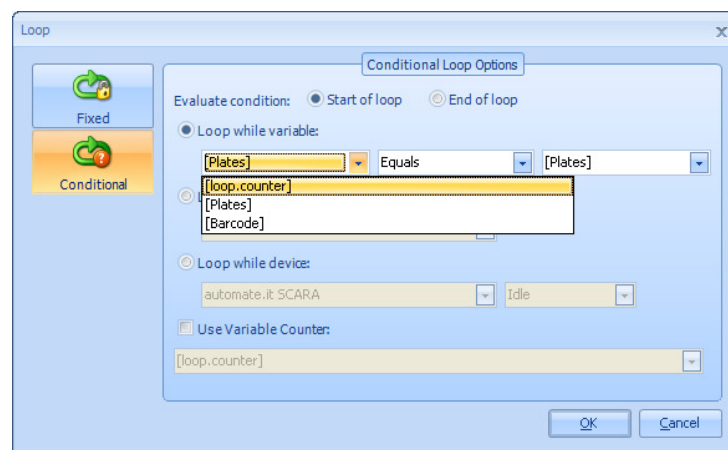 Loop
x
Conditional Loop Options
Fixed
Conditional
Evaluate condition: Start of loop End of loop
Loop while variable:
[Plates] Equals [Plates]
[loop.counter]
[Plates]
[Barcode]
Loop while device:
automate.it SCARA Idle
Use Variable Counter:
[loop.counter]
OK Cancel